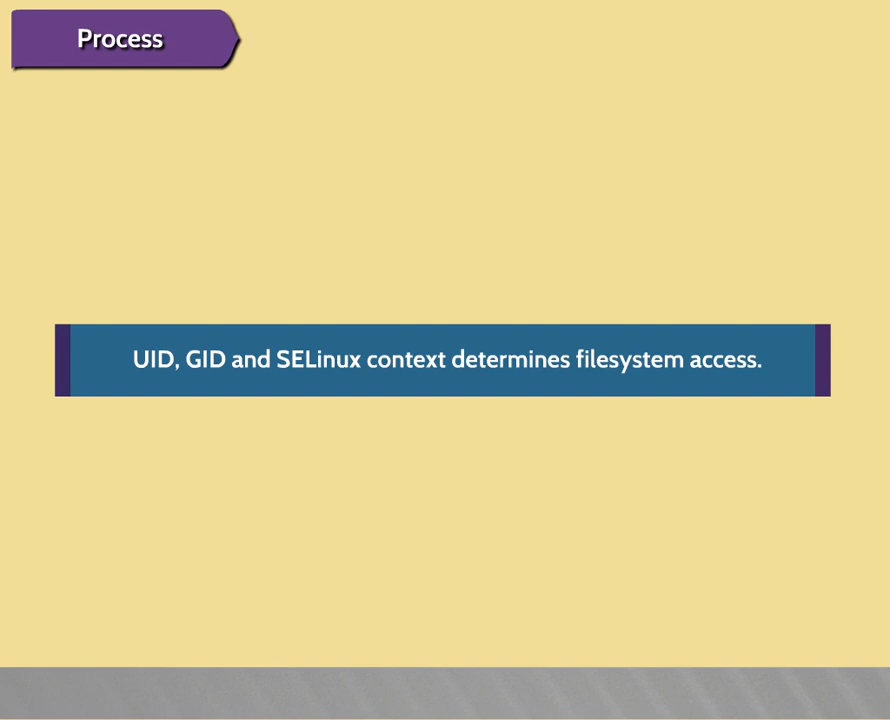 Process
UID, GID and SELinux context determines filesystem access.